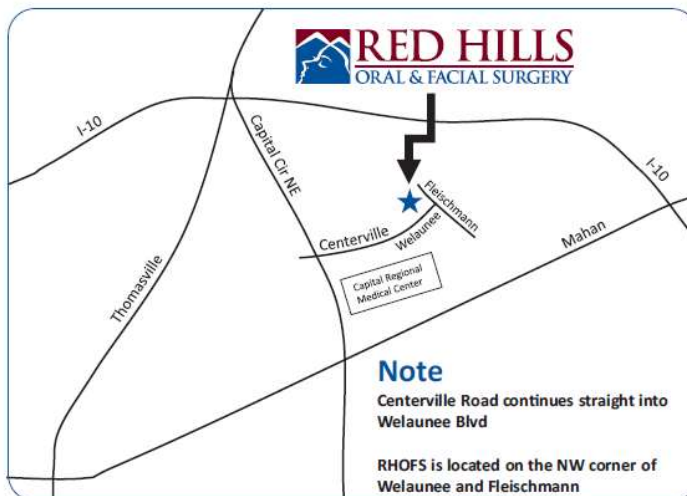 RED HILLS
ORAL & FACIAL SURGERY
I-10
Capital Cir NE
I-10
Fleischmann
Centerville
Welaunee
Mahan
Thomasville
Capital Regional
Medical Center
Note
Centerville Road continues straight into
Welaunee Blvd
RHOFS is located on the NW corner of
Welaunee and Fleischmann